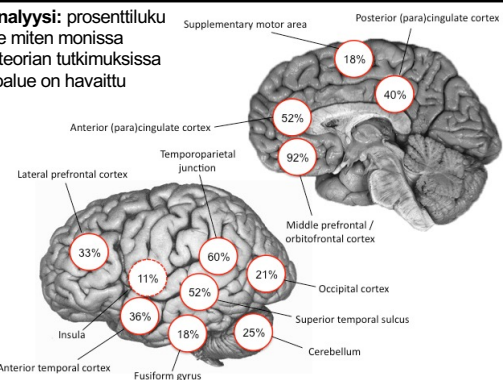 nalyysi: prosenttiluku
e miten monissa
teorian tutkimuksissa
palue on havaittu
Supplementary motor area
Posterior (para)cingulate cortex
18%
40%
52%
Anterior (para)cingulate cortex
92%
Temporoparietal
junction
Lateral prefrontal cortex
Middle prefrontal /
orbitofrontal cortex
33%
60%
11%
21%
52%
Occipital cortex
36%
Superior temporal sulcus
18%
25%
Insula
Cerebellum
Anterior temporal cortex
Fusiform gyrus